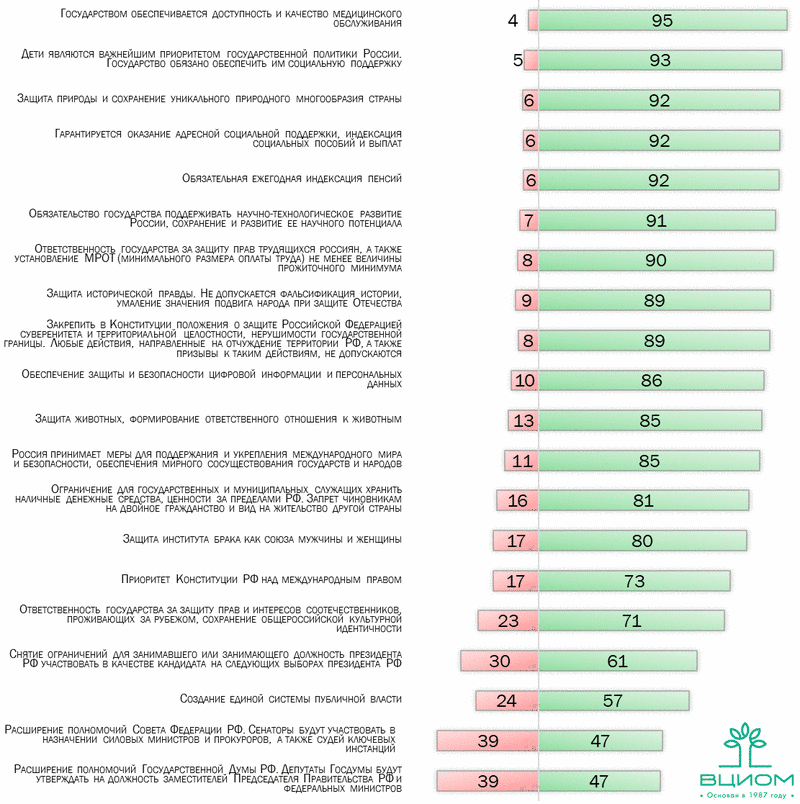 Государством обеспечивается доступность и качество медицинского
обслуживания
4 95
Дети являются важнейшим приоритетом государственной политики России.
Государство обязано обеспечить им социальную поддержку
5 93
Защита природы и сохранение уникального природного многообразия страны
6 92
Гарантируется оказание адресной социальной поддержки, индексация
социальных пособий и выплат
6 92
Обязательная ежегодная индексация пенсий
6 92
Обязательство государства поддерживать научно-технологическое развитие
России, сохранение и развитие ее научного потенциала
7 91
Ответственность государства за защиту прав трудящихся россиян, а также
установление МРОТ (минимального размера оплаты труда) не менее величины
прожиточного минимума
8 90
Защита исторической правды. Не допускается фальсификация истории,
умаление значения подвига народа при защите Отечества
9 89
Закрепить в Конституции положения о защите Российской Федерацией
суверенитета и территориальной целостности, нерушимости государственной
границы. Любые действия, направленные на отчуждение территории РФ, а также
призывы к таким действиям, не допускаются
8 89
Обеспечение защиты и безопасности цифровой информации и персональных
данных
10 86
Защита животных, формирование ответственного отношения к животным
13 85
Россия принимает меры для поддержания и укрепления международного мира
и безопасности, обеспечения мирного сосуществования государств и народов
11 85
Ограничение для государственных и муниципальных служащих хранить
наличные денежные средства, ценности за пределами РФ. Запрет чиновникам
на двойное гражданство и вид на жительство другой страны
16 81
Защита института брака как союза мужчины и женщины
17 80
Приоритет Конституции РФ над международным правом
17 73
Ответственность государства за защиту прав и интересов соотечественников,
проживающих за рубежом, сохранение общероссийской культурной
идентичности
23 71
Снятие ограничений для занимавшего или занимающего должность президента
РФ участвовать в качестве кандидата на следующих выборах президента РФ
30 61
Создание единой системы публичной власти
24 57
Расширение полномочий Совета Федерации РФ. Сенаторы будут участвовать в
назначении силовых министров и прокуроров, а также судей ключевых
инстанций
39 47
Расширение полномочий Государственной Думы РФ. Депутаты Госдумы будут
утверждать на должность заместителей Председателя Правительства РФ и
федеральных министров
39 47
ВЦИОМ
• Основан в 1987 году •